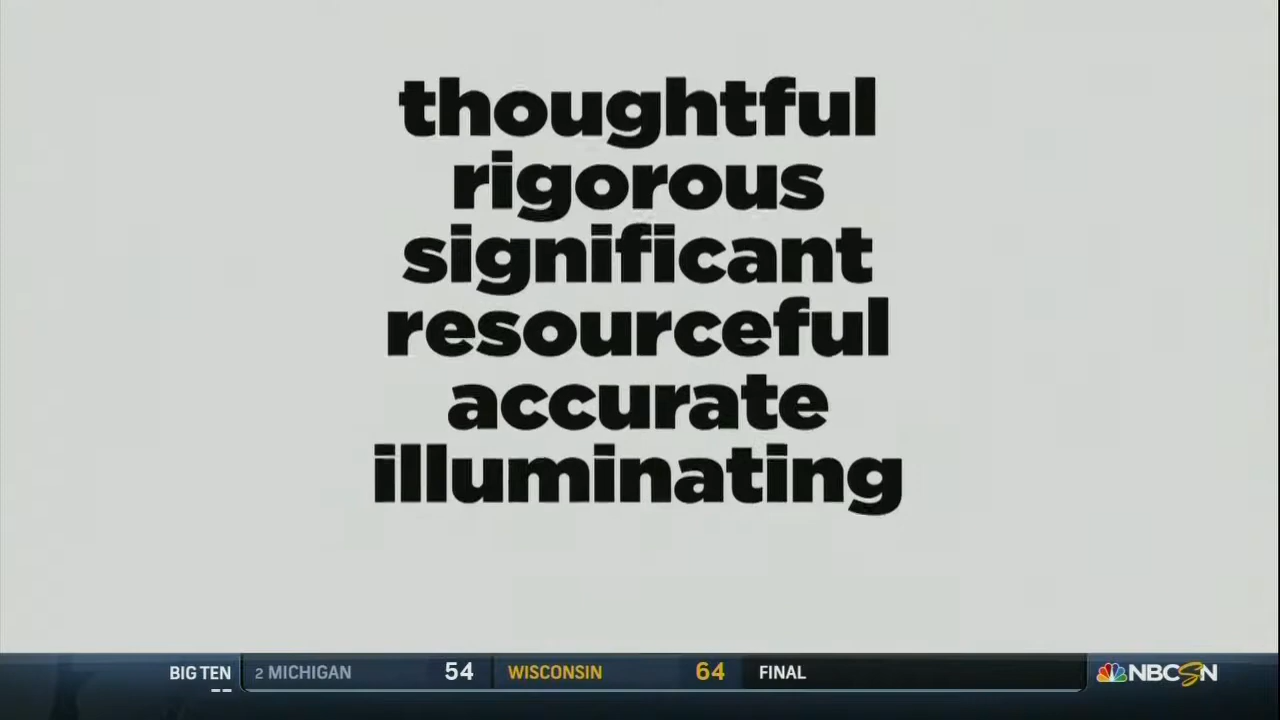 thoughtful
rigorous
significant
resourceful
accurate
illuminating
BIG TEN 2 MICHIGAN 54 WISCONSIN 64 FINAL NBCSN